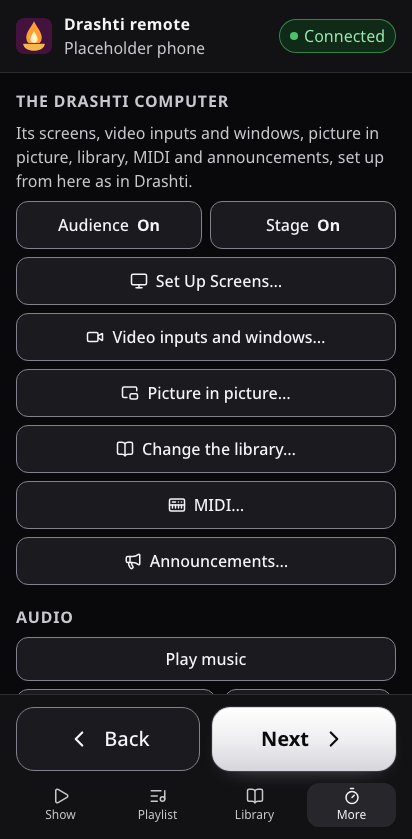 Drashti remote
Placeholder phone
Connected
THE DRASHTI COMPUTER
Its screens, video inputs and windows, picture in
picture, library, MIDI and announcements, set up
from here as in Drashti.
Audience On
Stage On
Set Up Screens...
Video inputs and windows...
Picture in picture...
Change the library...
MIDI...
Announcements...
AUDIO
Play music
Back
Next
Show
Playlist
Library
More